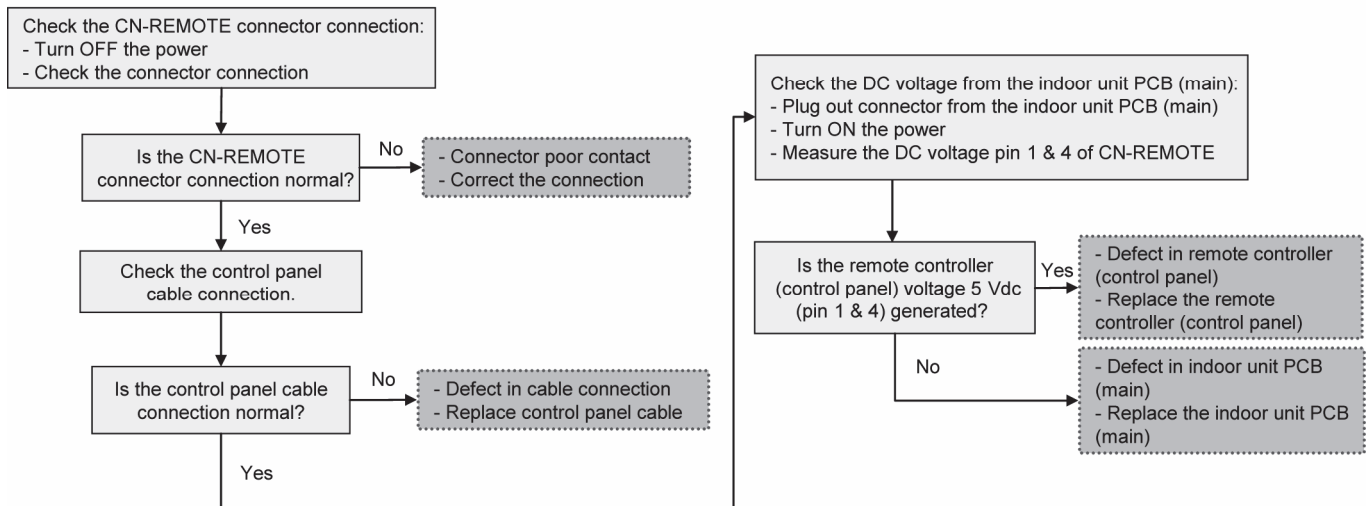 Check the CN-REMOTE connector connection:
- Turn OFF the power
- Check the connector connection
Is the CN-REMOTE
connector connection normal?
No
- Connector poor contact
- Correct the connection
Yes
Check the control panel
cable connection.
Is the control panel cable
connection normal?
No
- Defect in cable connection
- Replace control panel cable
Yes
Check the DC voltage from the indoor unit PCB (main):
- Plug out connector from the indoor unit PCB (main)
- Turn ON the power
- Measure the DC voltage pin 1 & 4 of CN-REMOTE
Is the remote controller
(control panel) voltage 5 Vdc
(pin 1 & 4) generated?
Yes
- Defect in remote controller
(control panel)
- Replace the remote
controller (control panel)
No
- Defect in indoor unit PCB
(main)
- Replace the indoor unit PCB
(main)